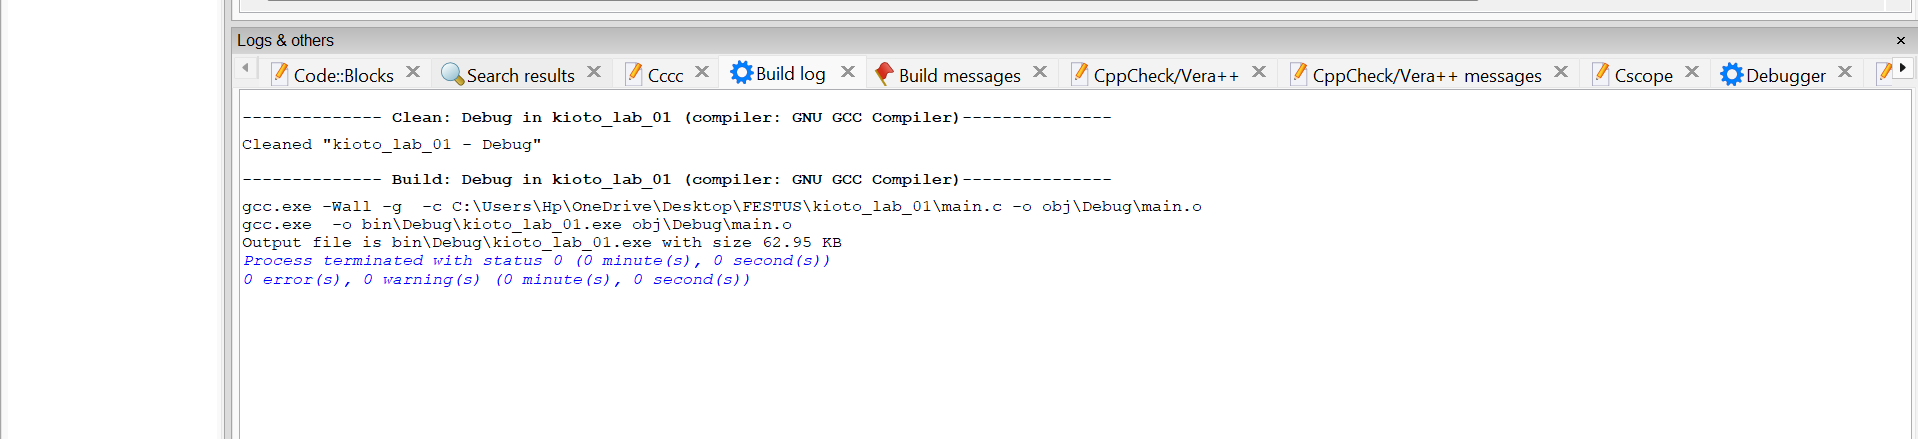 Logs & others
Code::Blocks Search results Cccc Build log Build messages CppCheck/Vera++ CppCheck/Vera++ messages Cscope Debugger
-------------- Clean: Debug in kioto_lab_01 (compiler: GNU GCC Compiler)---------------
Cleaned "kioto_lab_01 - Debug"
-------------- Build: Debug in kioto_lab_01 (compiler: GNU GCC Compiler)---------------
gcc.exe -Wall -g  -c C:\Users\Hp\OneDrive\Desktop\FESTUS\kioto_lab_01\main.c -o obj\Debug\main.o
gcc.exe  -o bin\Debug\kioto_lab_01.exe obj\Debug\main.o
Output file is bin\Debug\kioto_lab_01.exe with size 62.95 KB
Process terminated with status 0 (0 minute(s), 0 second(s))
0 error(s), 0 warning(s) (0 minute(s), 0 second(s))